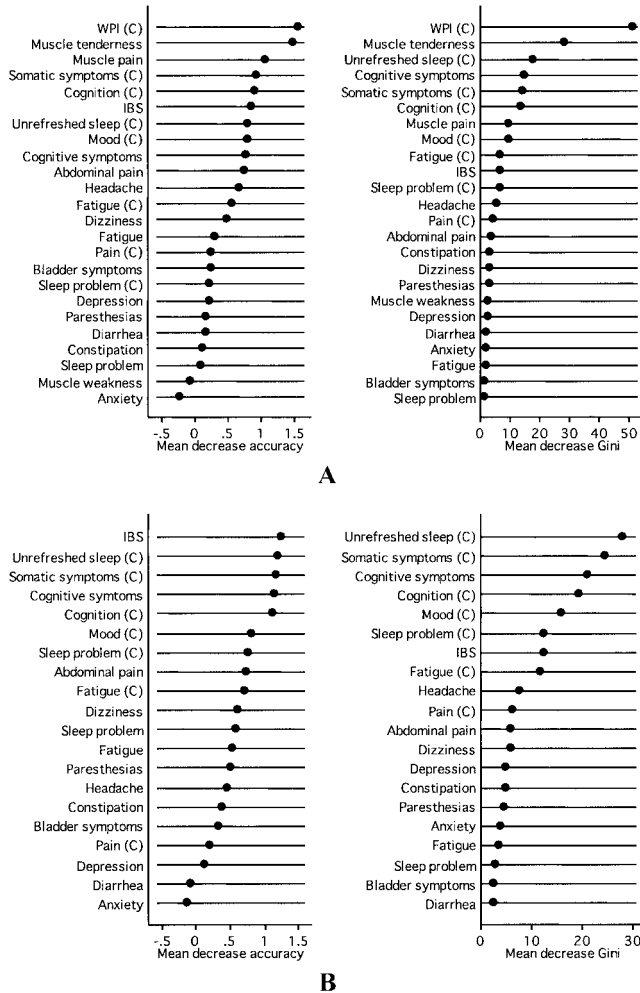 WPI (C)
Muscle tenderness
Muscle pain
Somatic symptoms (C)
Cognition (C)
IBS
Unrefreshed sleep (C)
Mood (C)
Cognitive symptoms
Abdominal pain
Headache
Fatigue (C)
Dizziness
Fatigue
Pain (C)
Bladder symptoms
Sleep problem (C)
Depression
Paresthesias
Diarrhea
Constipation
Sleep problem
Muscle weakness
Anxiety
-.5 0 .5 1 1.5
Mean decrease accuracy
WPI (C)
Muscle tenderness
Unrefreshed sleep (C)
Cognitive symptoms
Somatic symptoms (C)
Cognition (C)
Muscle pain
Mood (C)
Fatigue (C)
IBS
Sleep problem (C)
Headache
Pain (C)
Abdominal pain
Constipation
Dizziness
Paresthesias
Muscle weakness
Depression
Diarrhea
Anxiety
Fatigue
Bladder symptoms
Sleep problem
0 10 20 30 40 50
Mean decrease Gini
A
IBS
Unrefreshed sleep (C)
Somatic symptoms (C)
Cognitive symtoms
Cognition (C)
Mood (C)
Sleep problem (C)
Abdominal pain
Fatigue (C)
Dizziness
Sleep problem
Fatigue
Paresthesias
Headache
Constipation
Bladder symptoms
Pain (C)
Depression
Diarrhea
Anxiety
-.5 0 .5 1 1.5
Mean decrease accuracy
Unrefreshed sleep (C)
Somatic symptoms (C)
Cognitive symptoms
Cognition (C)
Mood (C)
Sleep problem (C)
IBS
Fatigue (C)
Headache
Pain (C)
Abdominal pain
Dizziness
Depression
Constipation
Paresthesias
Anxiety
Fatigue
Sleep problem
Bladder symptoms
Diarrhea
0 10 20 30
Mean decrease Gini
B